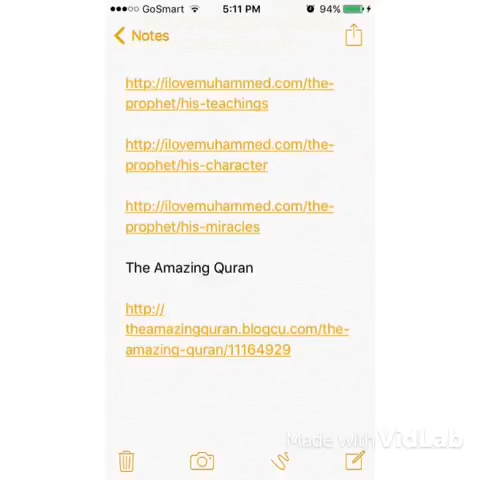 GoSmart 5:11 PM 94%
Notes
http://ilovemuhammed.com/the-
prophet/his-teachings
http://ilovemuhammed.com/the-
prophet/his-character
http://ilovemuhammed.com/the-
prophet/his-miracles
The Amazing Quran
http://
theamazingquran.blogcu.com/the-
amazing-quran/11164929
Made with VidLab